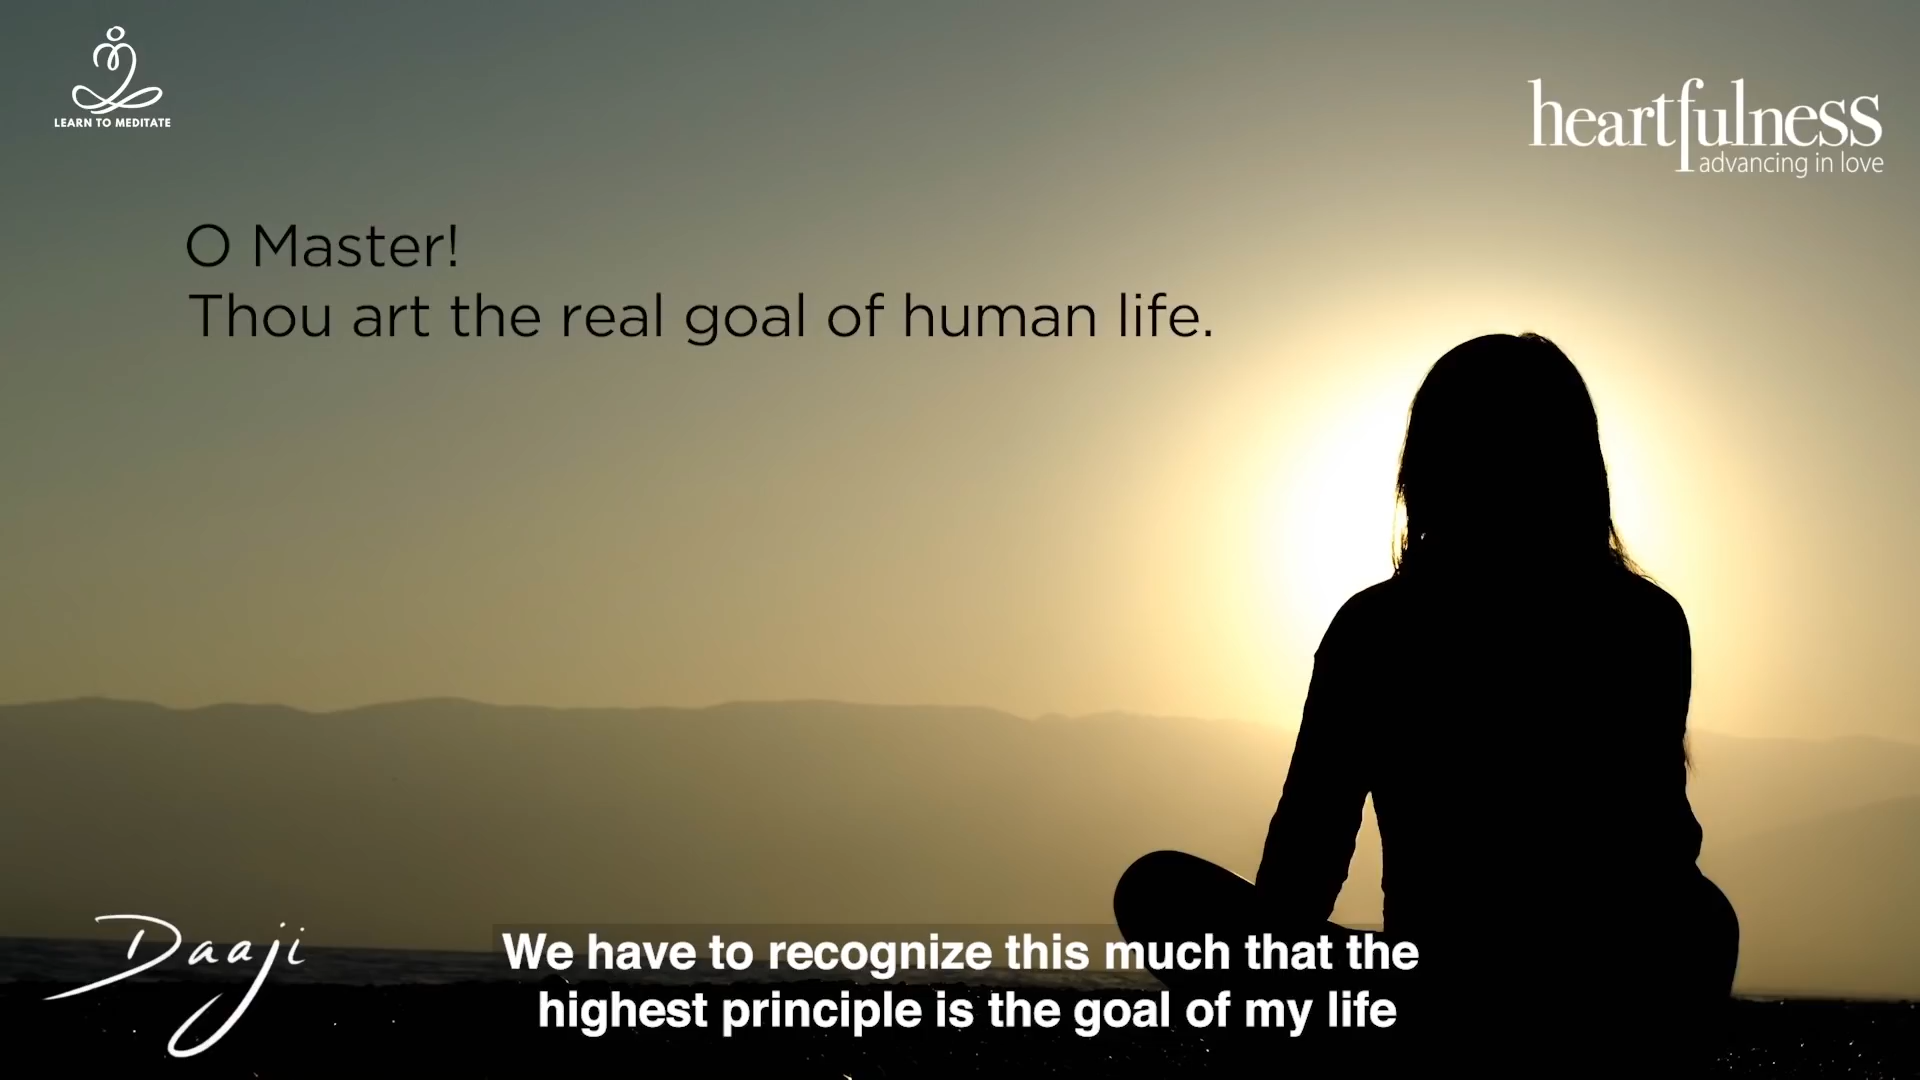 LEARN TO MEDITATE
heartfulness
advancing in love
O Master!
Thou art the real goal of human life.
Daaji
We have to recognize this much that the
highest principle is the goal of my life